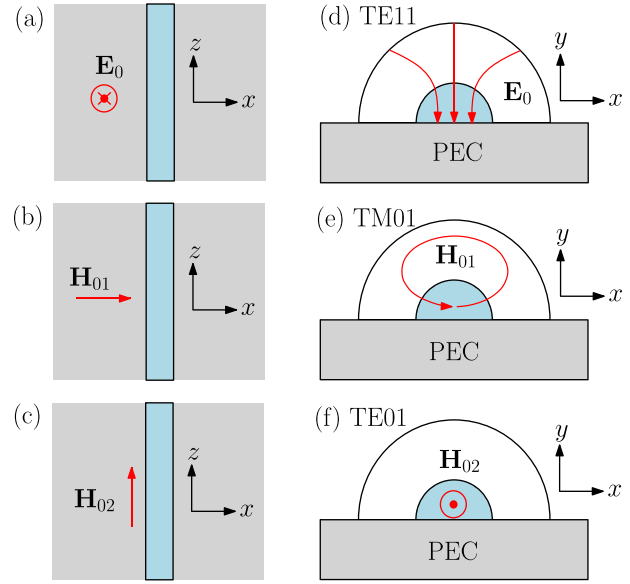 (a)
E0
z
x
(b)
H01
z
x
(c)
H02
z
x
(d) TE11
E0
y
x
PEC
(e) TM01
H01
y
x
PEC
(f) TE01
H02
y
x
PEC